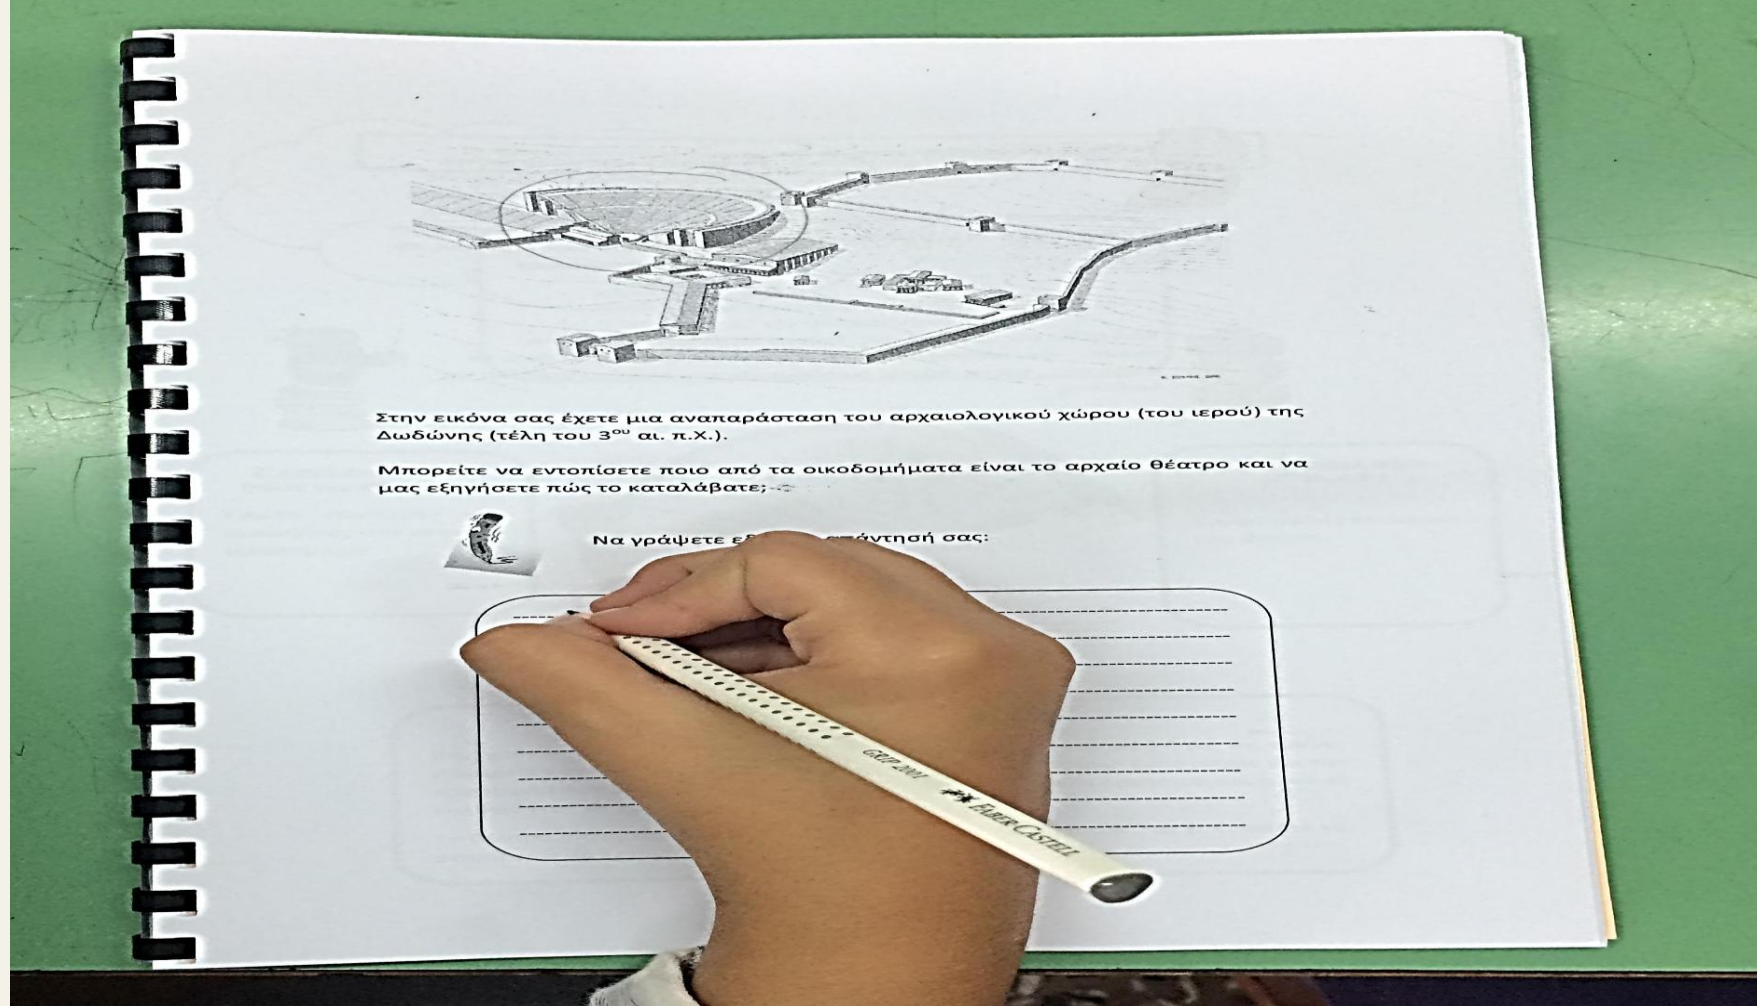 Στην εικόνα σας έχετε μια αναπαράσταση του αρχαιολογικού χώρου (του ιερού) της
Δωδώνης (τέλη του 3ου αι. π.Χ.).
Μπορείτε να εντοπίσετε ποιο από τα οικοδομήματα είναι το αρχαίο θέατρο και να
μας εξηγήσετε πώς το καταλάβατε;
Να γράψετε σας:
GRIP 2001 FABER-CASTELL